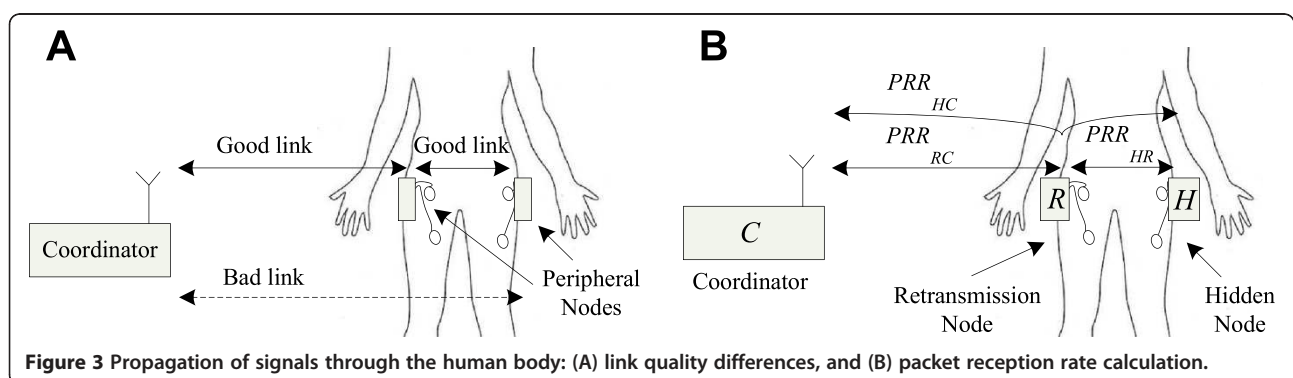 A
Good link
Good link
Coordinator
Bad link
Peripheral
Nodes
B
PRR HC
PRR RC
PRR HR
C
R
H
Coordinator
Retransmission
Node
Hidden
Node
Figure 3 Propagation of signals through the human body: (A) link quality differences, and (B) packet reception rate calculation.